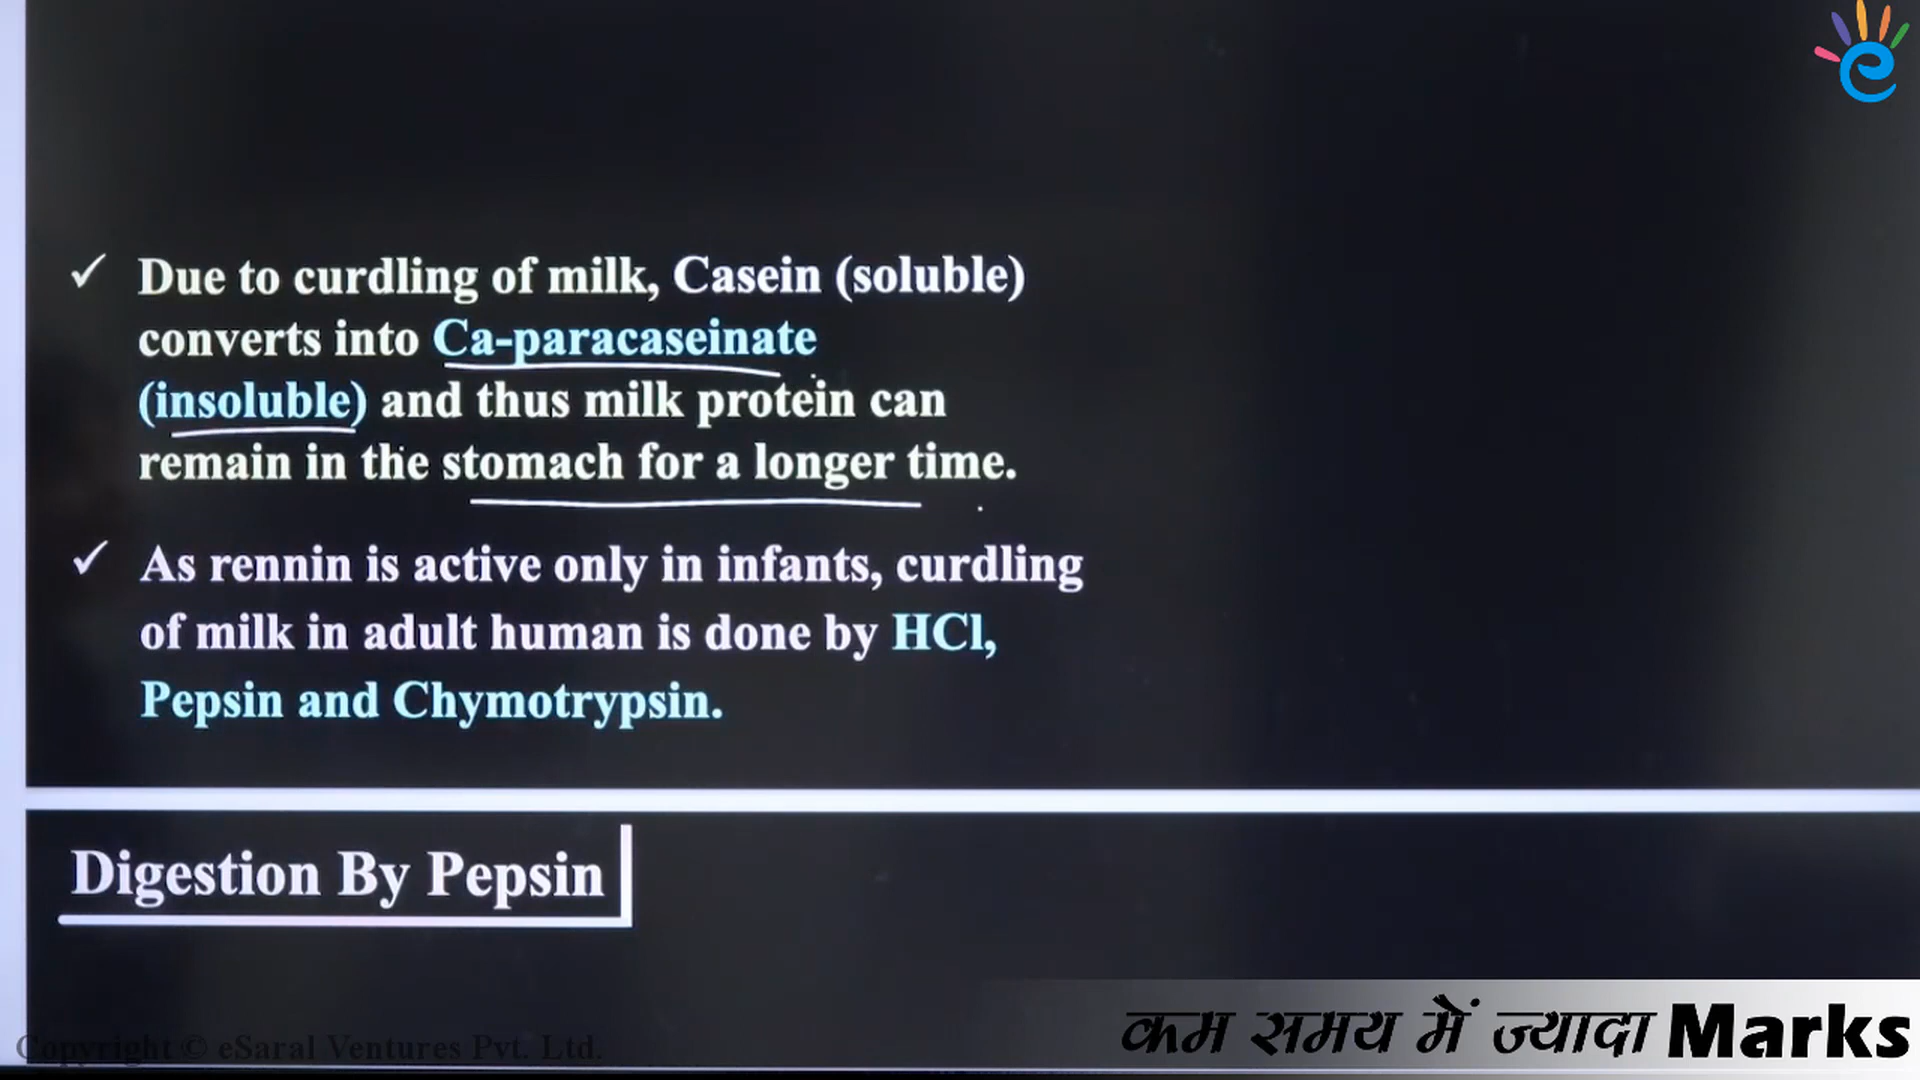 ✓ Due to curdling of milk, Casein (soluble)
converts into Ca-paracaseinate
(insoluble) and thus milk protein can
remain in the stomach for a longer time.
✓ As rennin is active only in infants, curdling
of milk in adult human is done by HCl,
Pepsin and Chymotrypsin.
Digestion By Pepsin
Copyright © eSaral Ventures Pvt. Ltd.
कम समय में ज्यादा Marks